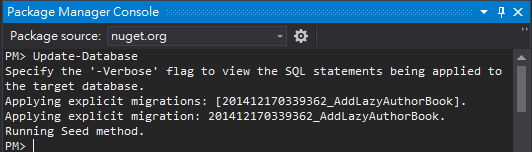 Package Manager Console
Package source: nuget.org
PM> Update-Database
Specify the '-Verbose' flag to view the SQL statements being applied to
the target database.
Applying explicit migrations: [201412170339362_AddLazyAuthorBook].
Applying explicit migration: 201412170339362_AddLazyAuthorBook.
Running Seed method.
PM>